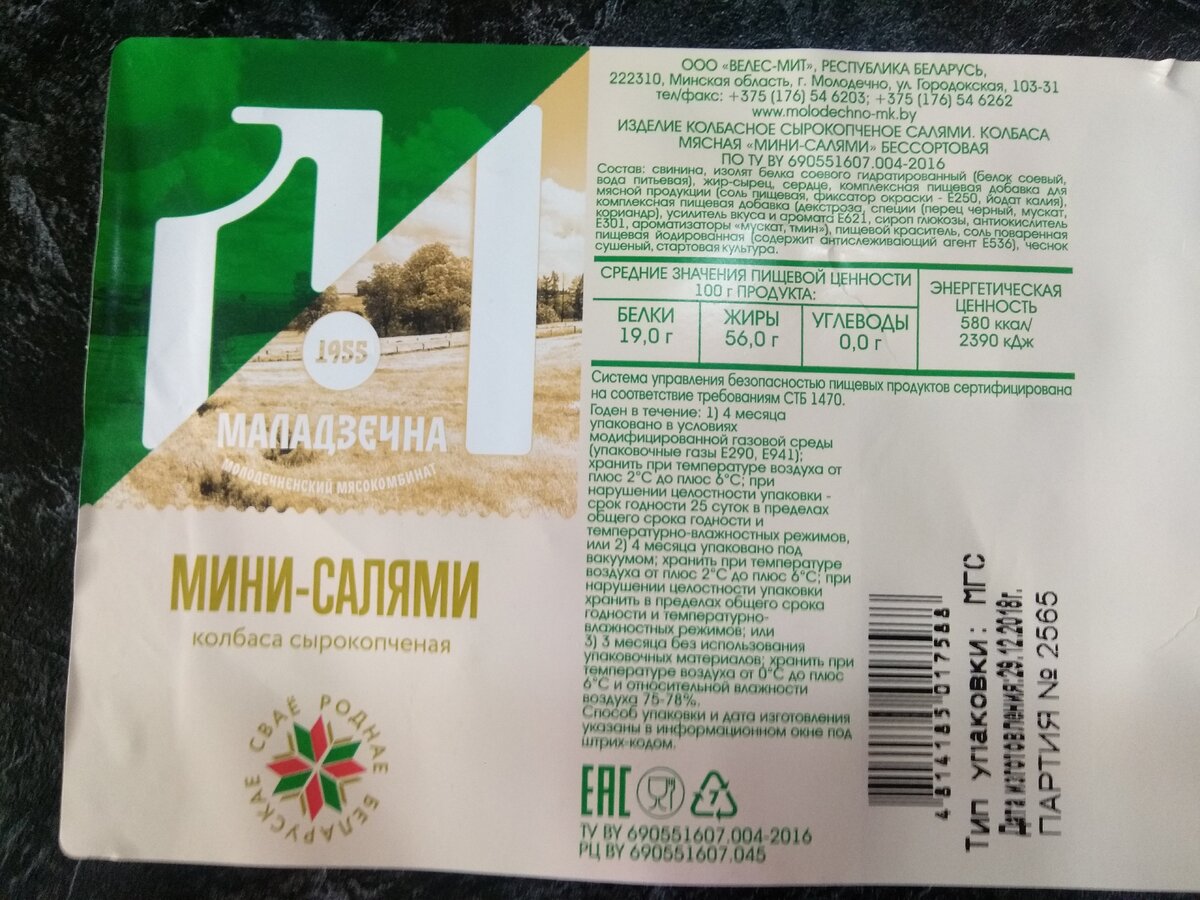 1955
МАЛАДЗЕЧНА
МОЛОДЕЧНЕНСКИЙ МЯСОКОМБИНАТ
МИНИ-САЛЯМИ
колбаса сырокопченая
СВАЁ РОДНАЕ БЕЛАРУСКАЕ
ООО «ВЕЛЕС-МИТ», РЕСПУБЛИКА БЕЛАРУСЬ,
222310, Минская область, г. Молодечно, ул. Городокская, 103-31
тел/факс: +375 (176) 54 6203; +375 (176) 54 6262
www.molodechno-mk.by
ИЗДЕЛИЕ КОЛБАСНОЕ СЫРОКОПЧЕНОЕ САЛЯМИ. КОЛБАСА
МЯСНАЯ «МИНИ-САЛЯМИ» БЕССОРТОВАЯ
ПО ТУ BY 690551607.004-2016
Состав: свинина, изолят белка соевого гидратированный (белок соевый,
вода питьевая), жир-сырец, сердце, комплексная пищевая добавка для
мясной продукции (соль пищевая, фиксатор окраски - Е250, йодат калия),
комплексная пищевая добавка (декстроза, специи (перец черный, мускат,
кориандр), усилитель вкуса и аромата Е621, сироп глюкозы, антиокислитель
Е301, ароматизаторы «мускат, тмин»), пищевой краситель, соль поваренная
пищевая йодированная (содержит антислеживающий агент Е536), чеснок
сушеный, стартовая культура.
СРЕДНИЕ ЗНАЧЕНИЯ ПИЩЕВОЙ ЦЕННОСТИ
100 г ПРОДУКТА:
БЕЛКИ
19,0 г
ЖИРЫ
56,0 г
УГЛЕВОДЫ
0,0 г
ЭНЕРГЕТИЧЕСКАЯ
ЦЕННОСТЬ
580 ккал/
2390 кДж
Система управления безопасностью пищевых продуктов сертифицирована
на соответствие требованиям СТБ 1470.
Годен в течение: 1) 4 месяца
упаковано в условиях
модифицированной газовой среды
(упаковочные газы Е290, Е941);
хранить при температуре воздуха от
плюс 2°С до плюс 6°С; при
нарушении целостности упаковки -
срок годности 25 суток в пределах
общего срока годности и
температурно-влажностных режимов,
или 2) 4 месяца упаковано под
вакуумом; хранить при температуре
воздуха от плюс 2°С до плюс 6°С; при
нарушении целостности упаковки
хранить в пределах общего срока
годности и температурно-
влажностных режимов; или
3) 3 месяца без использования
упаковочных материалов; хранить при
температуре воздуха от 0°С до плюс
6°С и относительной влажности
воздуха 75-78%.
Способ упаковки и дата изготовления
указаны в информационном окне под
штрих-кодом.
EAC
7
ТУ BY 690551607.004-2016
РЦ BY 690551607.045
4 814185 017588
Тип упаковки: МГС
Дата изготовления:29.12.2018г.
ПАРТИЯ № 2565